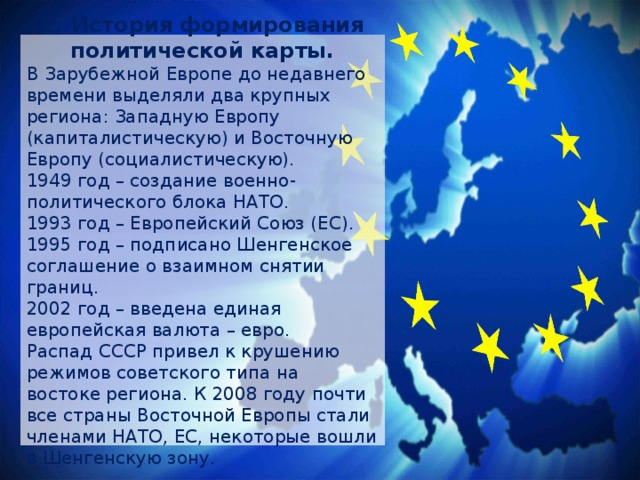 . История формирования
политической карты.
В Зарубежной Европе до недавнего
времени выделяли два крупных
региона: Западную Европу
(капиталистическую) и Восточную
Европу (социалистическую).
1949 год – создание военно-
политического блока НАТО.
1993 год – Европейский Союз (ЕС).
1995 год – подписано Шенгенское
соглашение о взаимном снятии
границ.
2002 год – введена единая
европейская валюта – евро.
Распад СССР привел к крушению
режимов советского типа на
востоке региона. К 2008 году почти
все страны Восточной Европы стали
членами НАТО, ЕС, некоторые вошли
в Шенгенскую зону.